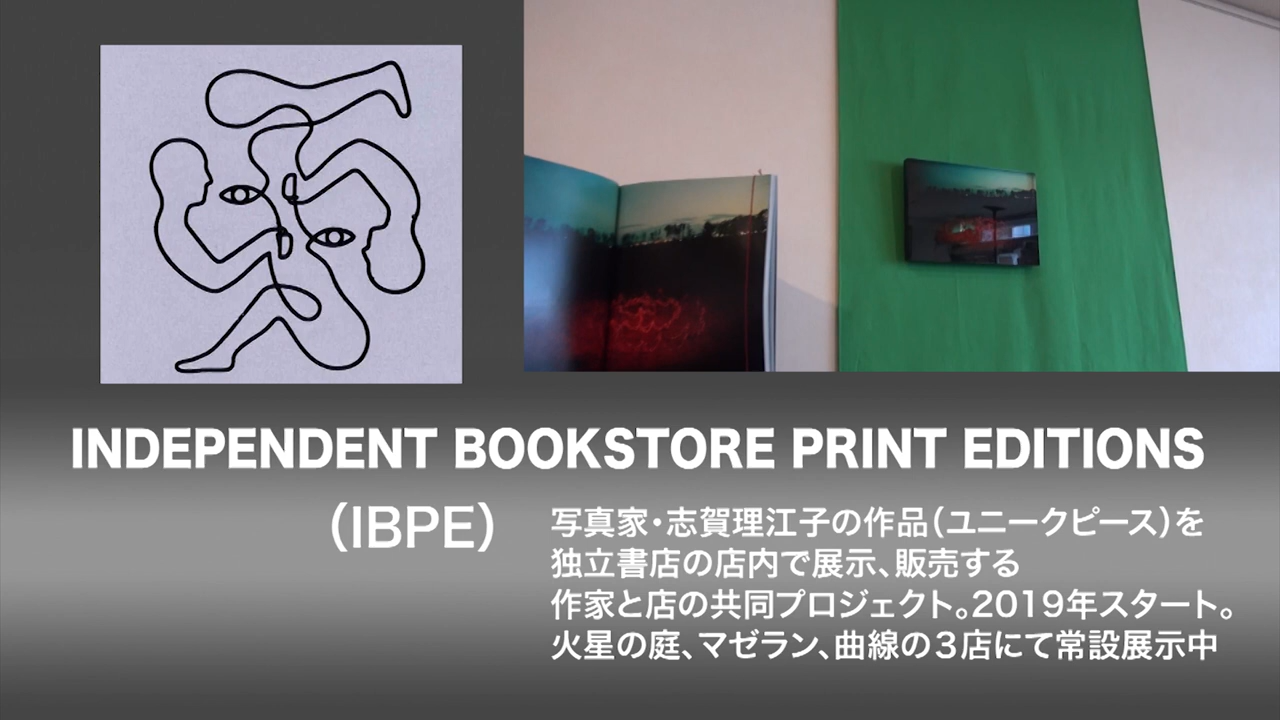 INDEPENDENT BOOKSTORE PRINT EDITIONS
（IBPE）
写真家・志賀理江子の作品（ユニークピース）を
独立書店の店内で展示、販売する
作家と店の共同プロジェクト。2019年スタート。
火星の庭、マゼラン、曲線の３店にて常設展示中